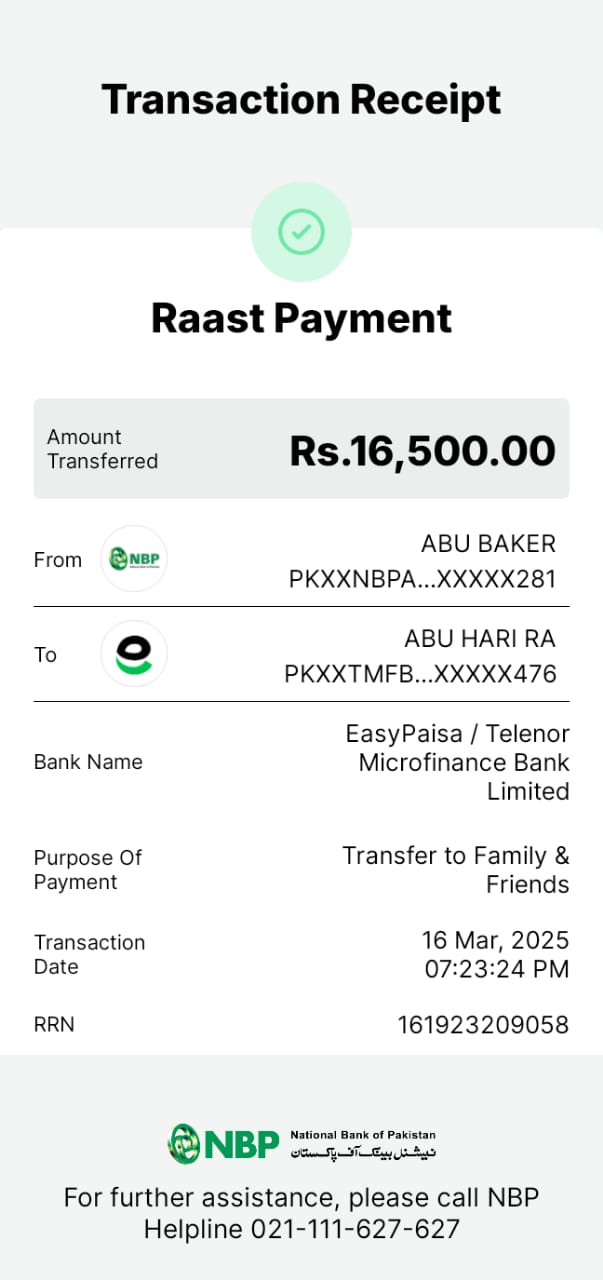 Transaction Receipt
Raast Payment
Amount
Transferred
Rs.16,500.00
From
NBP
ABU BAKER
PKXXNBPA...XXXXX281
To
ABU HARI RA
PKXXTMFB...XXXXX476
Bank Name
EasyPaisa / Telenor
Microfinance Bank
Limited
Purpose Of
Payment
Transfer to Family &
Friends
Transaction
Date
16 Mar, 2025
07:23:24 PM
RRN
161923209058
NBP
National Bank of Pakistan
نیشنل بینک آف پاکستان
For further assistance, please call NBP
Helpline 021-111-627-627